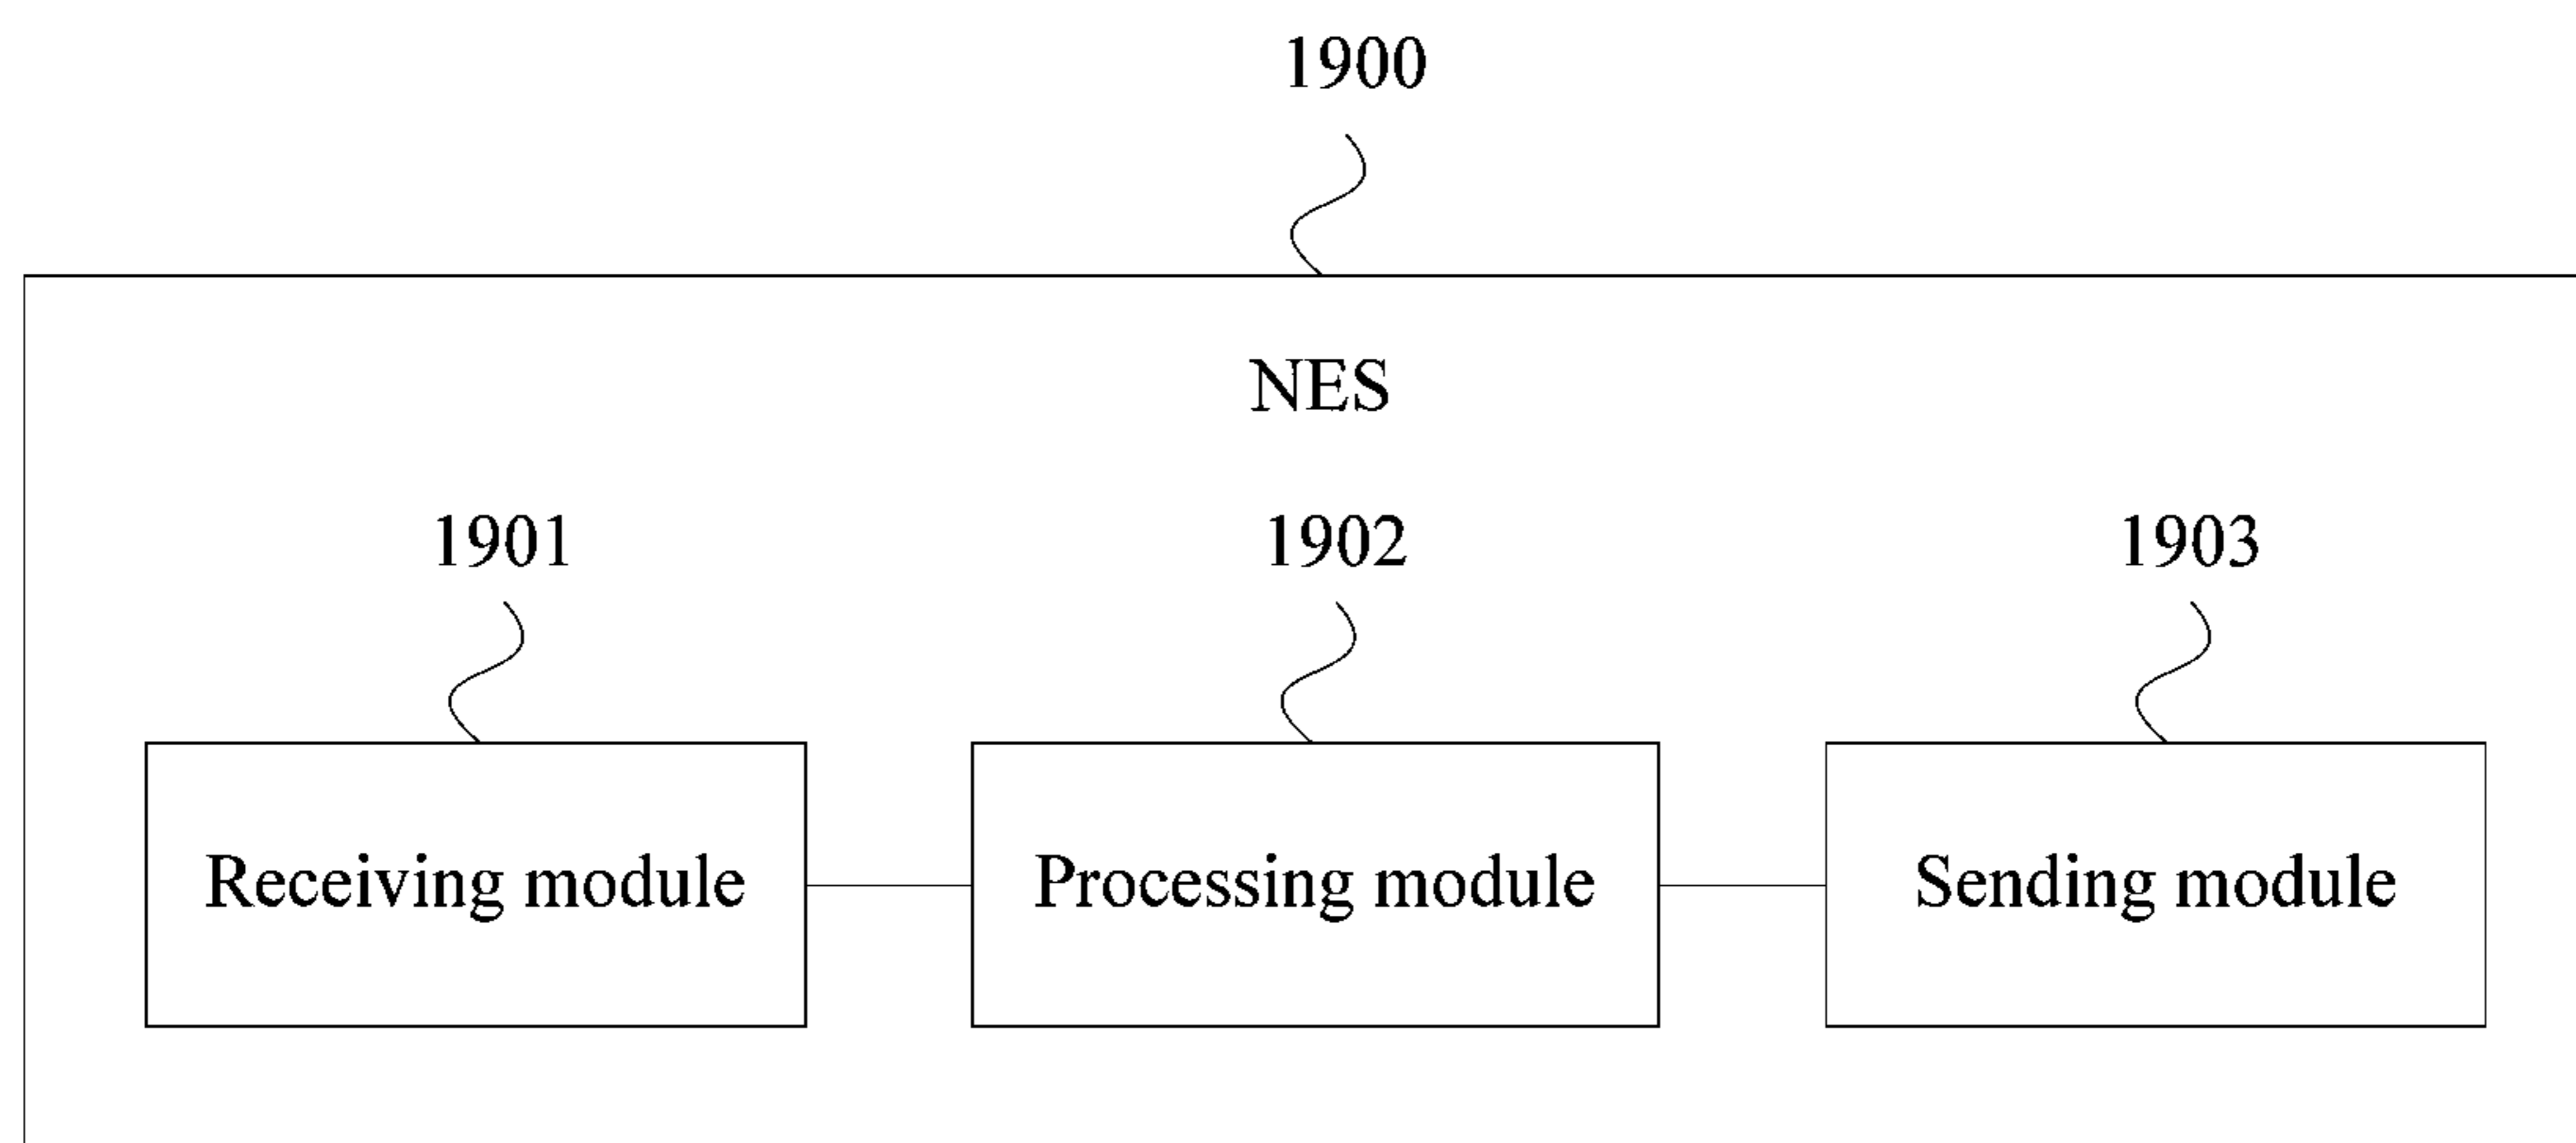 1900
NES
1901 1902 1903
Receiving module Processing module Sending module